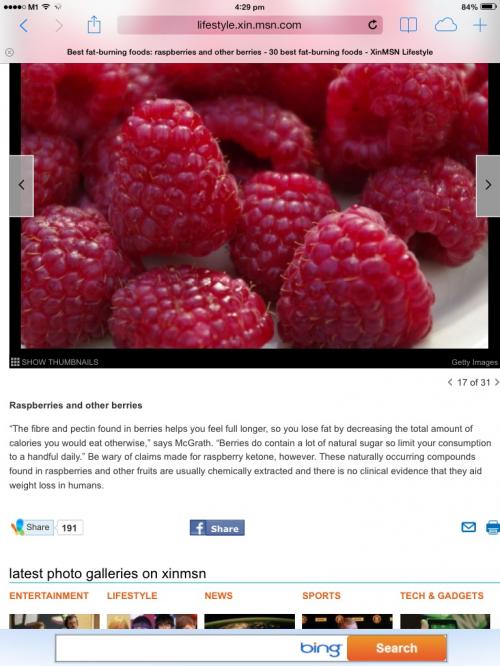 M1 4:29 pm 84%
lifestyle.xin.msn.com
Best fat-burning foods: raspberries and other berries - 30 best fat-burning foods - XinMSN Lifestyle
SHOW THUMBNAILS Getty Images
17 of 31
Raspberries and other berries
“The fibre and pectin found in berries helps you feel full longer, so you lose fat by decreasing the total amount of
calories you would eat otherwise,” says McGrath. “Berries do contain a lot of natural sugar so limit your consumption
to a handful daily.” Be wary of claims made for raspberry ketone, however. These naturally occurring compounds
found in raspberries and other fruits are usually chemically extracted and there is no clinical evidence that they aid
weight loss in humans.
Share 191 f Share
latest photo galleries on xinmsn
ENTERTAINMENT LIFESTYLE NEWS SPORTS TECH & GADGETS
bing Search